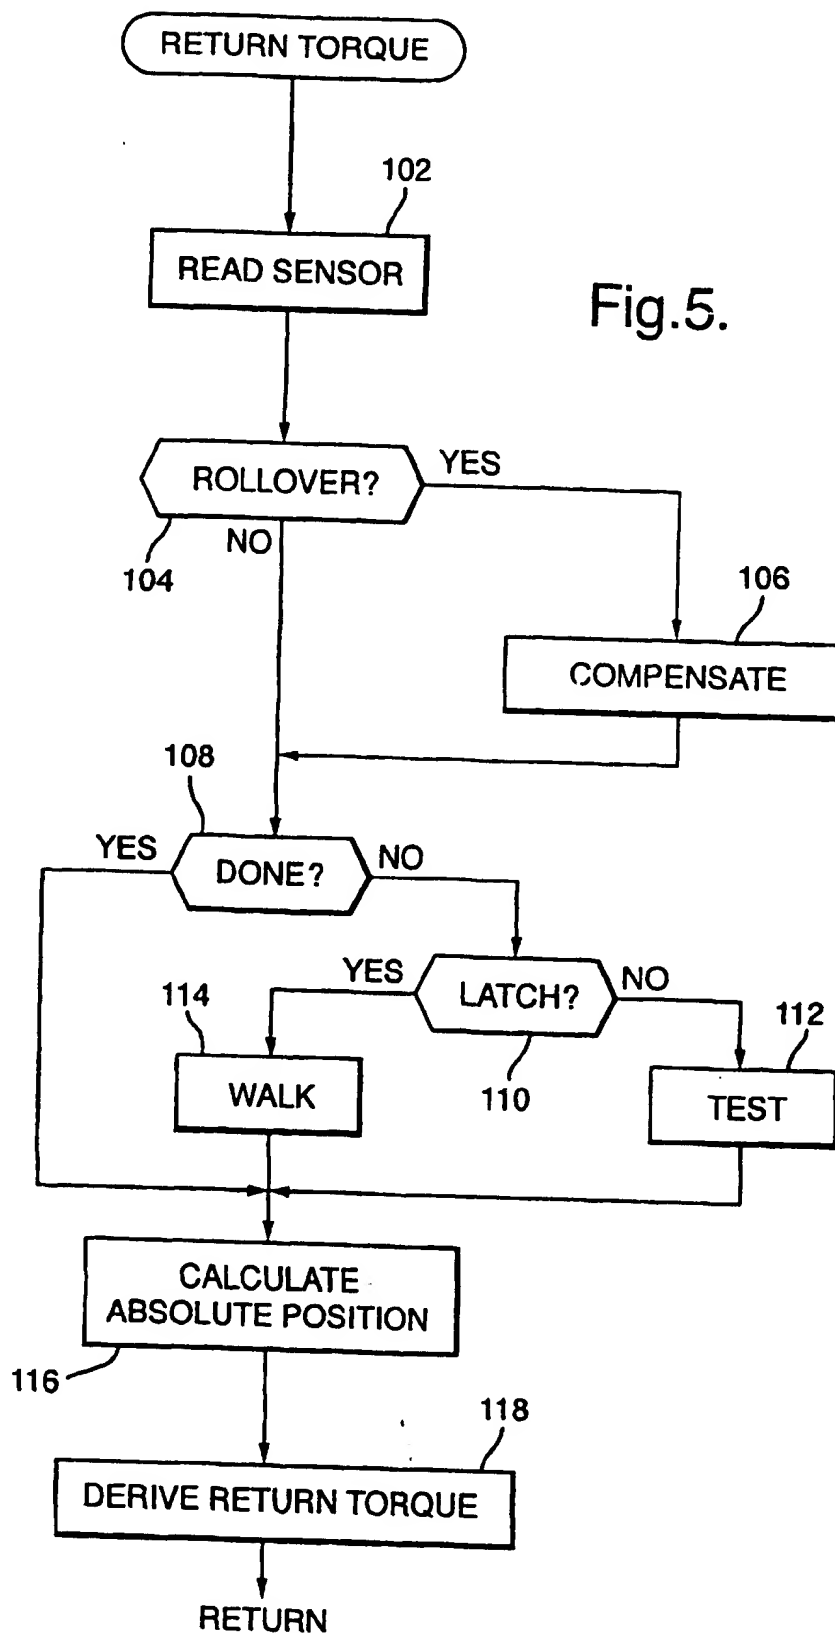 RETURN TORQUE
102
READ SENSOR
Fig.5.
ROLLOVER?
YES
NO
104
106
COMPENSATE
108
YES
DONE?
NO
YES
LATCH?
NO
114
112
WALK
110
TEST
CALCULATE
ABSOLUTE POSITION
116
118
DERIVE RETURN TORQUE
RETURN